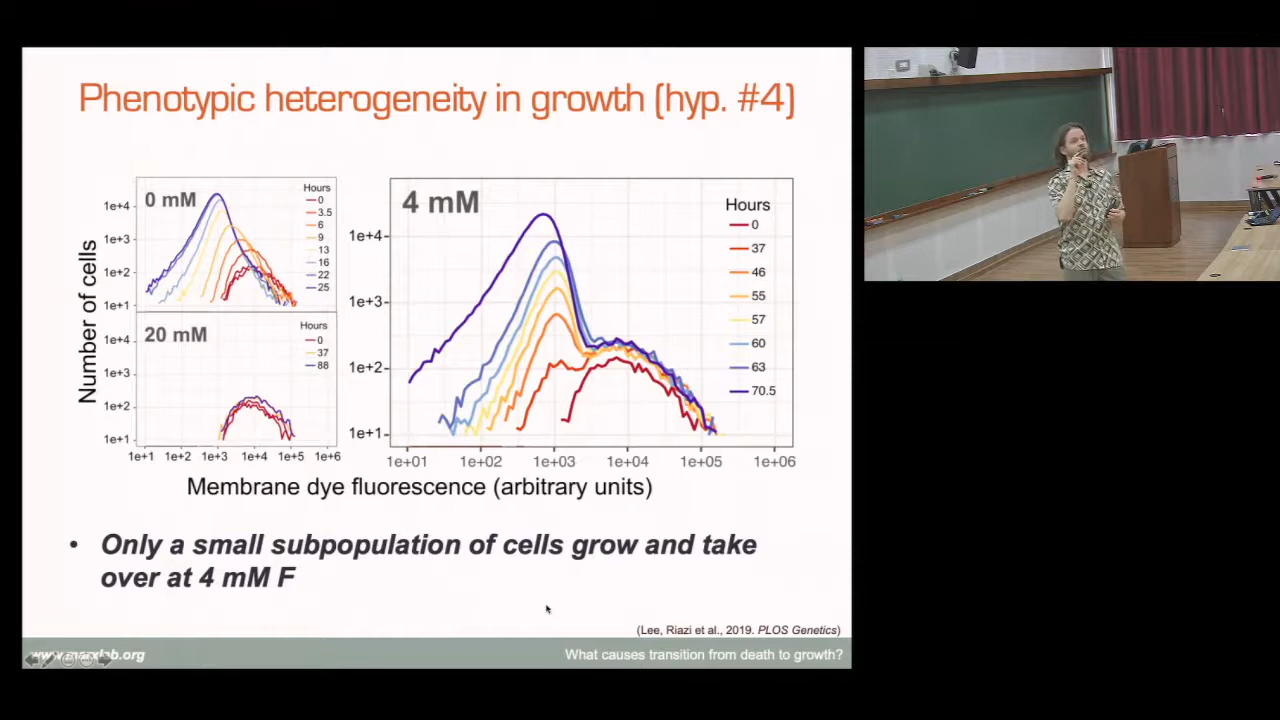 Phenotypic heterogeneity in growth (hyp. #4)
Number of cells
0 mM
Hours
0
3.5
6
9
13
16
22
25
1e+4
1e+3
1e+2
1e+1
20 mM
Hours
0
37
88
1e+4
1e+3
1e+2
1e+1
1e+1 1e+2 1e+3 1e+4 1e+5 1e+6
4 mM
Hours
0
37
46
55
57
60
63
70.5
1e+4
1e+3
1e+2
1e+1
1e+01 1e+02 1e+03 1e+04 1e+05 1e+06
Membrane dye fluorescence (arbitrary units)
• Only a small subpopulation of cells grow and take
over at 4 mM F
(Lee, Riazi et al., 2019. PLOS Genetics)
www.marxlab.org
What causes transition from death to growth?